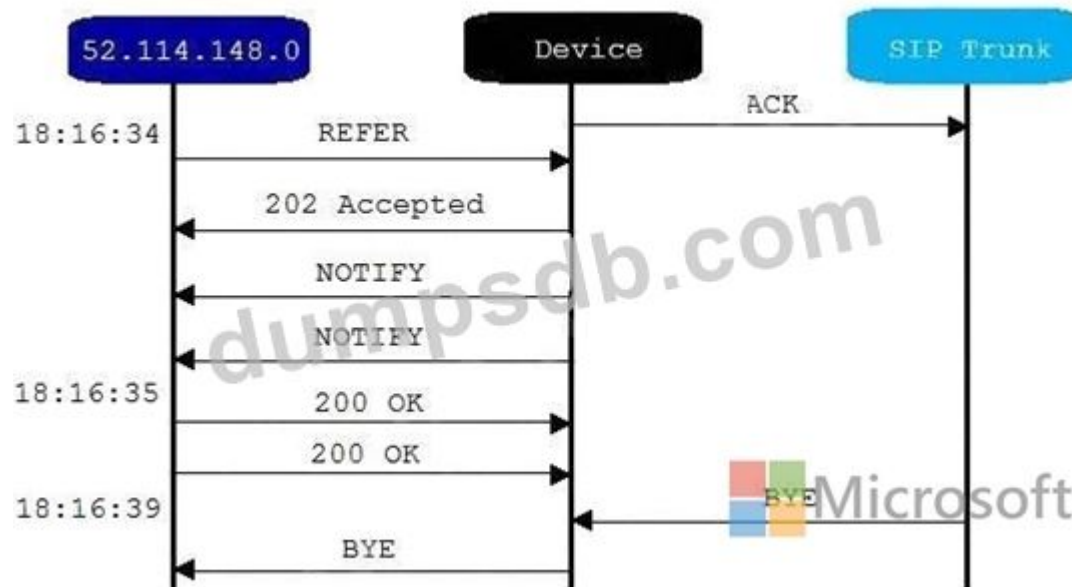 52.114.148.0
Device
SIP Trunk
ACK
18:16:34
REFER
202 Accepted
NOTIFY
dumpsdb.com
NOTIFY
18:16:35
200 OK
200 OK
18:16:39
BYE
Microsoft
BYE